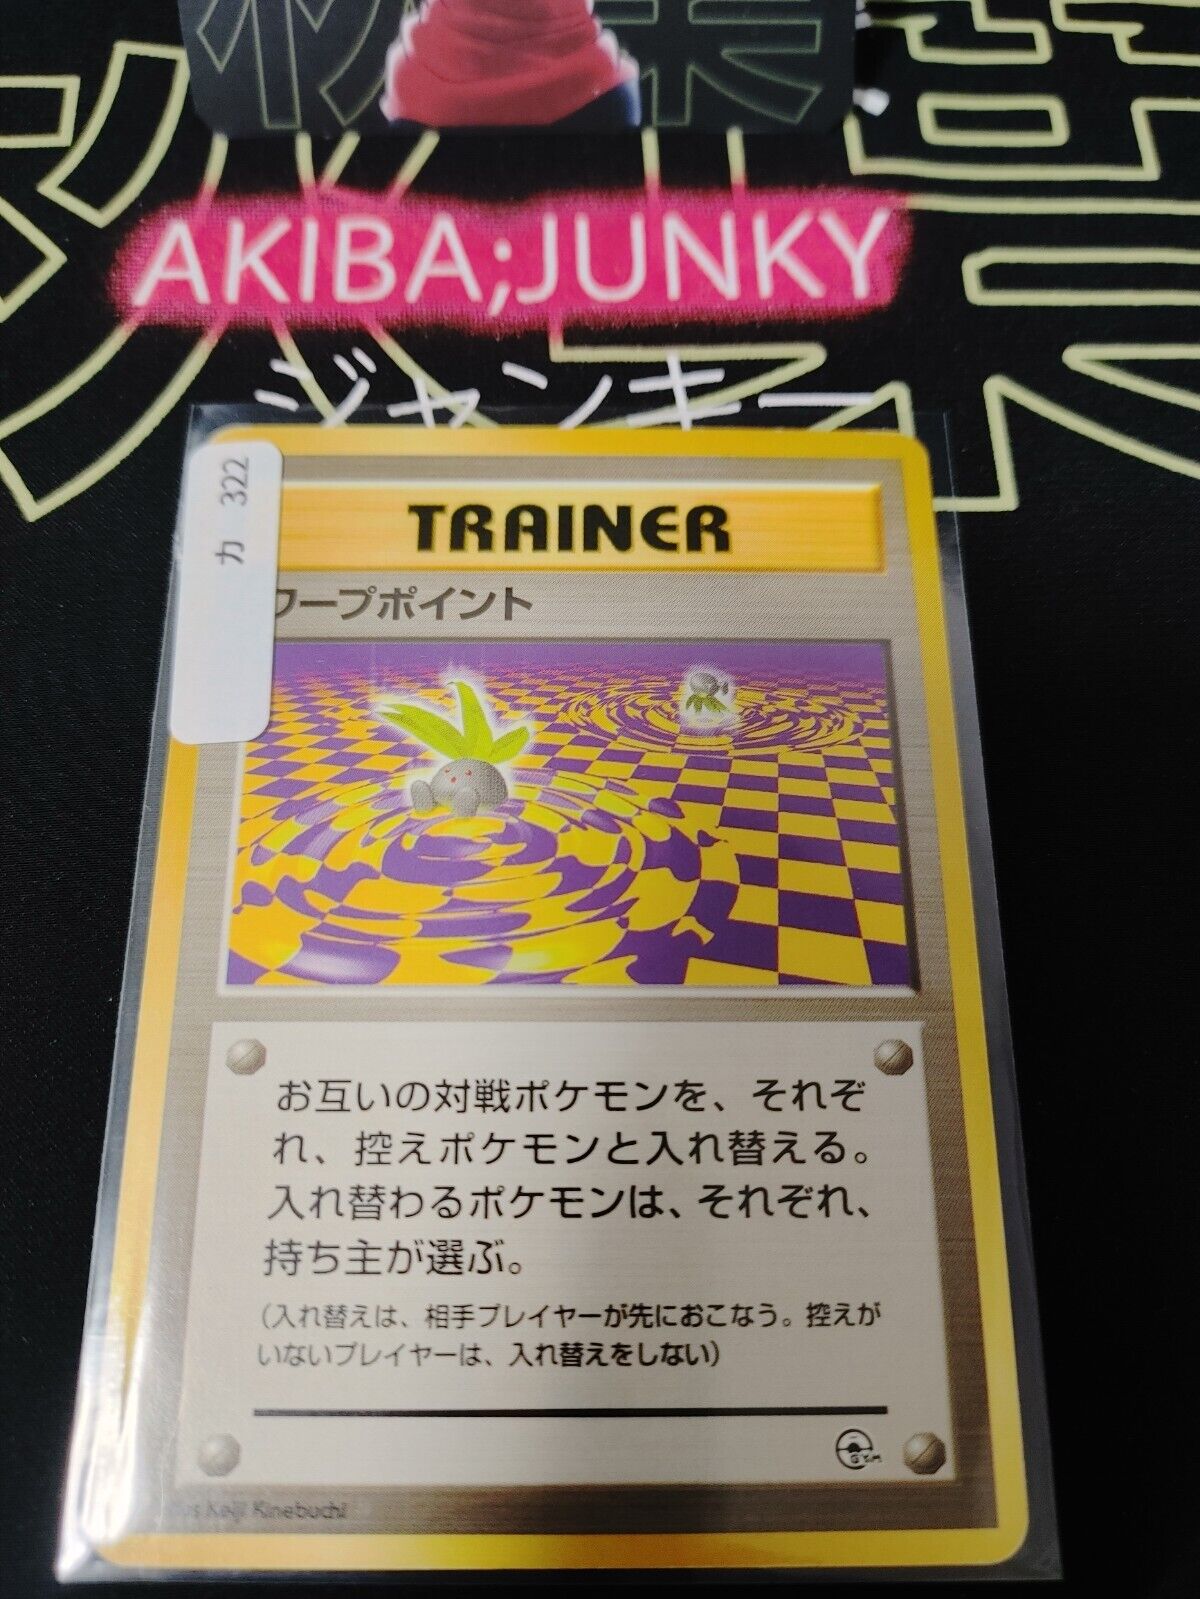 AKIBA;JUNKY
ジャンキー
カ 322
TRAINER
ワープポイント
お互いの対戦ポケモンを、それぞ
れ、控えポケモンと入れ替える。
入れ替わるポケモンは、それぞれ、
持ち主が選ぶ。
（入れ替えは、相手プレイヤーが先におこなう。控えが
いないプレイヤーは、入れ替えをしない）
GYM
Keiji Kinebuchi